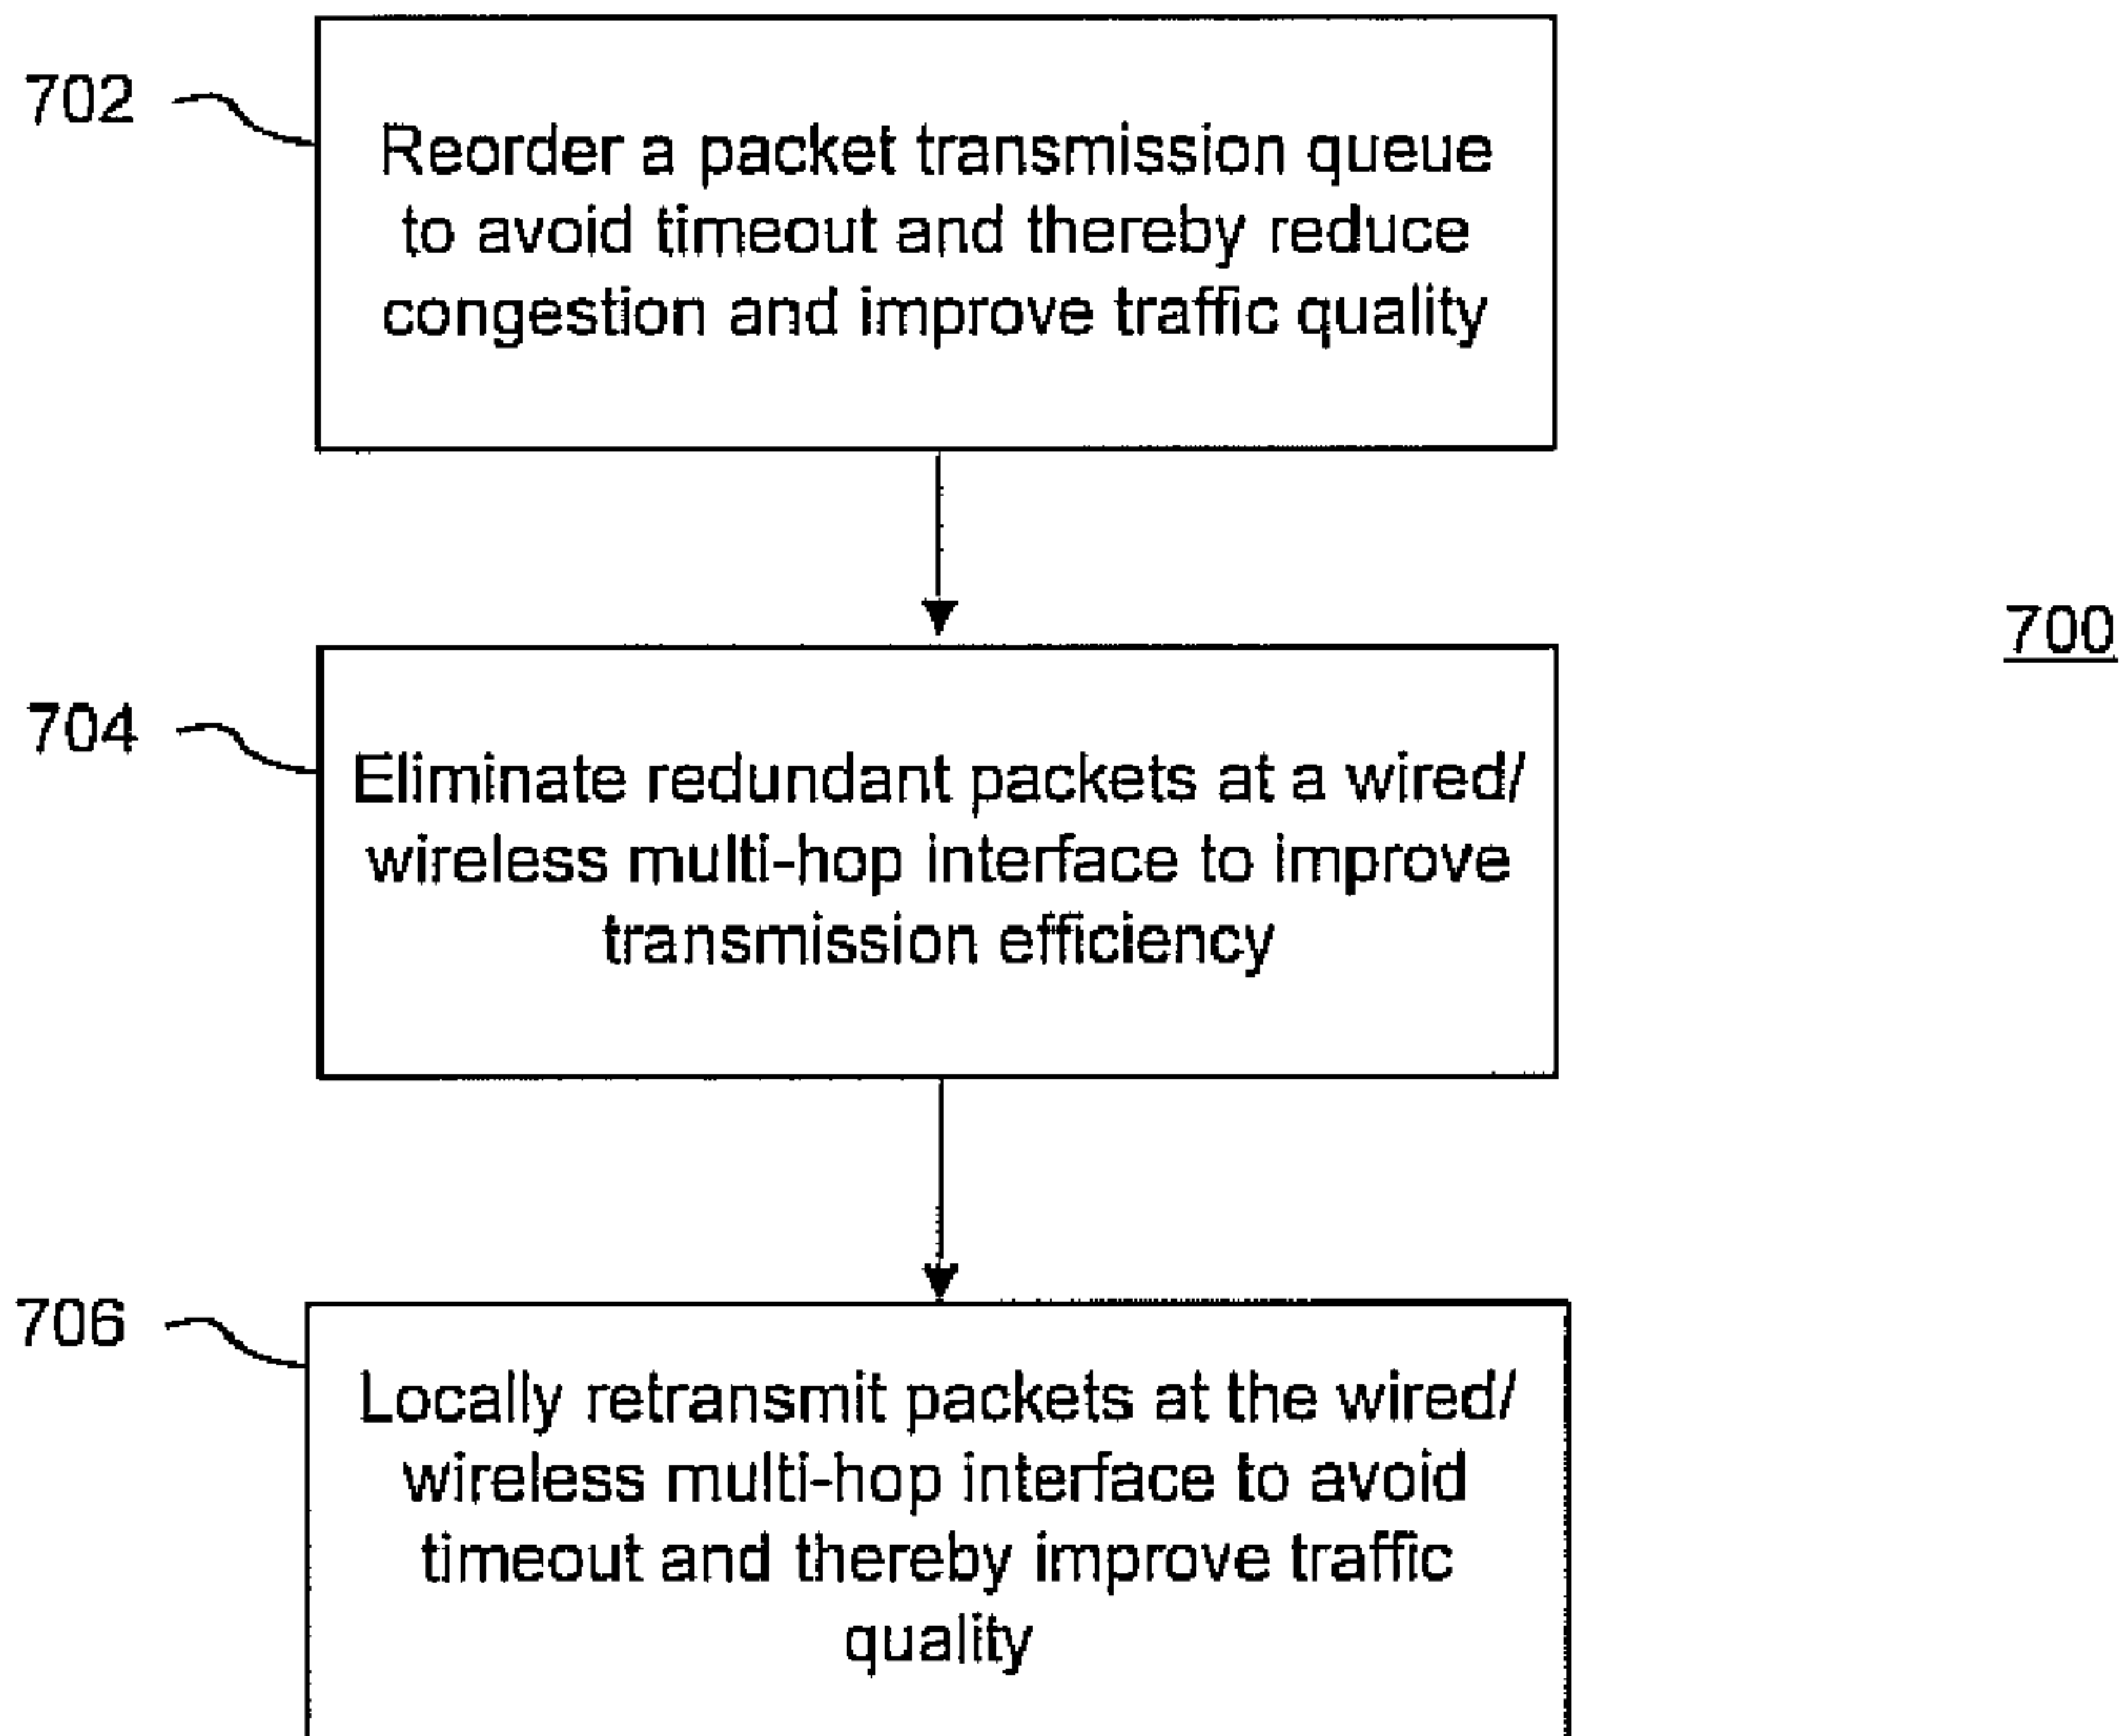 702
Reorder a packet transmission queue
to avoid timeout and thereby reduce
congestion and improve traffic quality
700
704
Eliminate redundant packets at a wired/
wireless multi-hop interface to improve
transmission efficiency
706
Locally retransmit packets at the wired/
wireless multi-hop interface to avoid
timeout and thereby improve traffic
quality